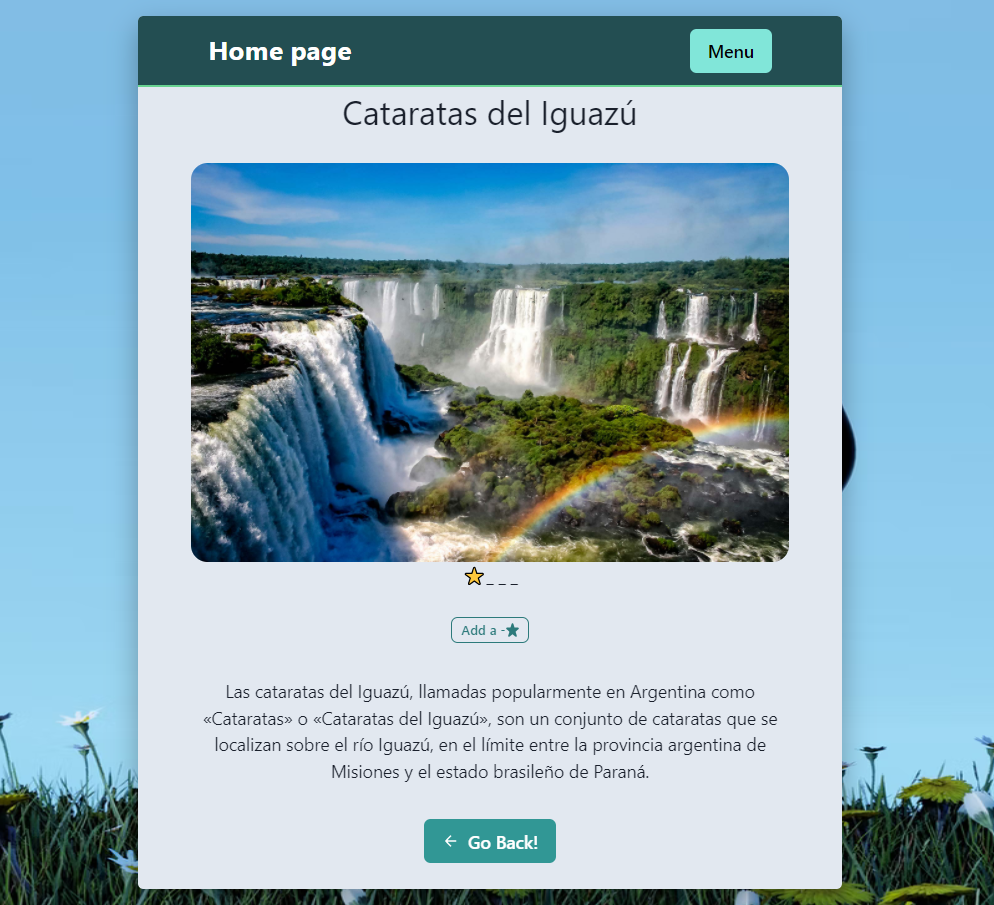 Home page
Menu
Cataratas del Iguazú
_ _ _
Add a -
Las cataratas del Iguazú, llamadas popularmente en Argentina como
«Cataratas» o «Cataratas del Iguazú», son un conjunto de cataratas que se
localizan sobre el río Iguazú, en el límite entre la provincia argentina de
Misiones y el estado brasileño de Paraná.
← Go Back!